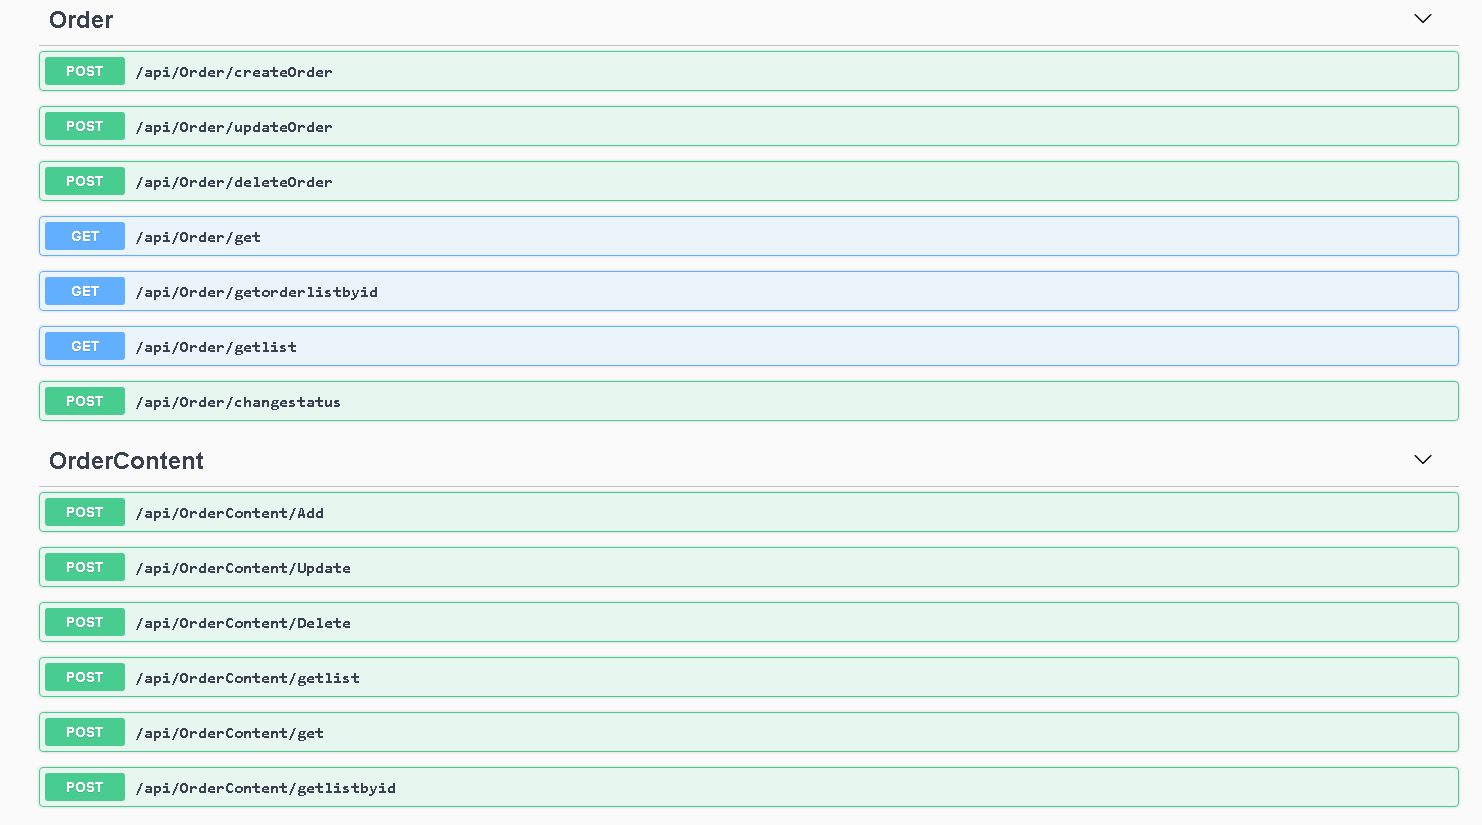 Order
POST /api/Order/createOrder
POST /api/Order/updateOrder
POST /api/Order/deleteOrder
GET /api/Order/get
GET /api/Order/getorderlistbyid
GET /api/Order/getlist
POST /api/Order/changestatus
OrderContent
POST /api/OrderContent/Add
POST /api/OrderContent/Update
POST /api/OrderContent/Delete
POST /api/OrderContent/getlist
POST /api/OrderContent/get
POST /api/OrderContent/getlistbyid